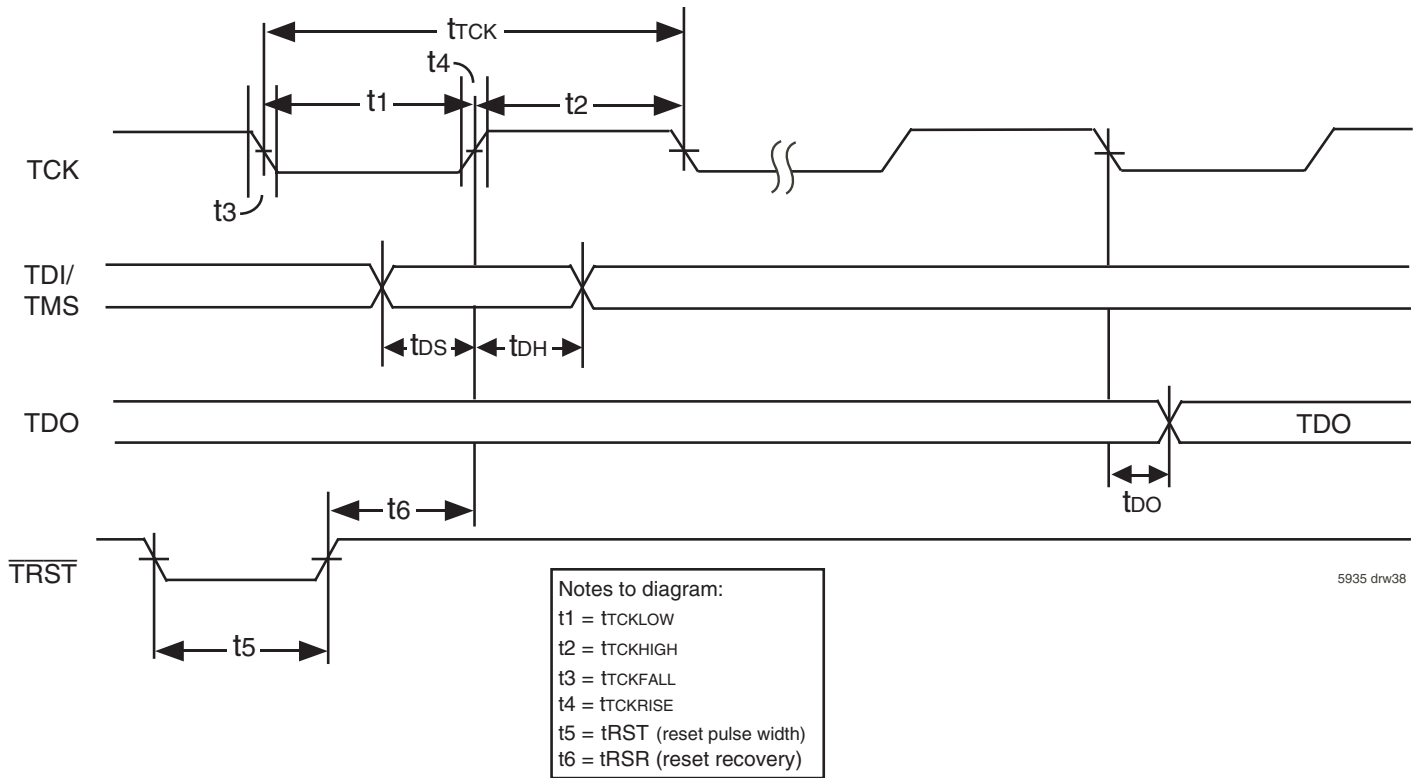 tTCK
t4
t1
t2
TCK
t3
TDI/
TMS
tDS
tDH
TDO
TDO
tDO
t6
TRST
5935 drw38
t5
Notes to diagram:
t1 = tTCKLOW
t2 = tTCKHIGH
t3 = tTCKFALL
t4 = tTCKRISE
t5 = tRST (reset pulse width)
t6 = tRSR (reset recovery)